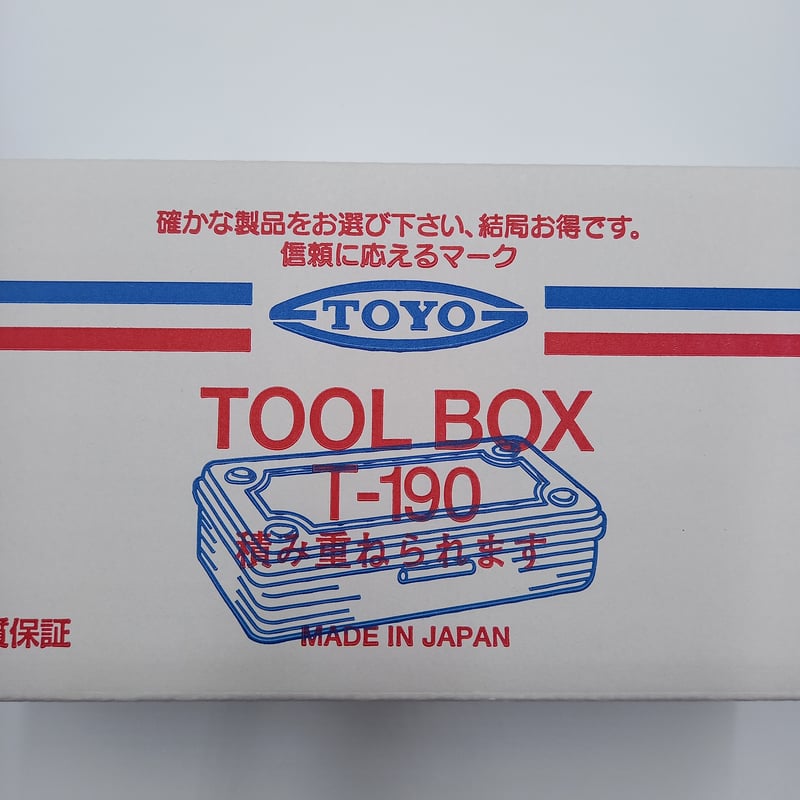 確かな製品をお選び下さい、結局お得です。
信頼に応えるマーク
TOYO
TOOL BOX
T-190
積み重ねられます
MADE IN JAPAN
質保証